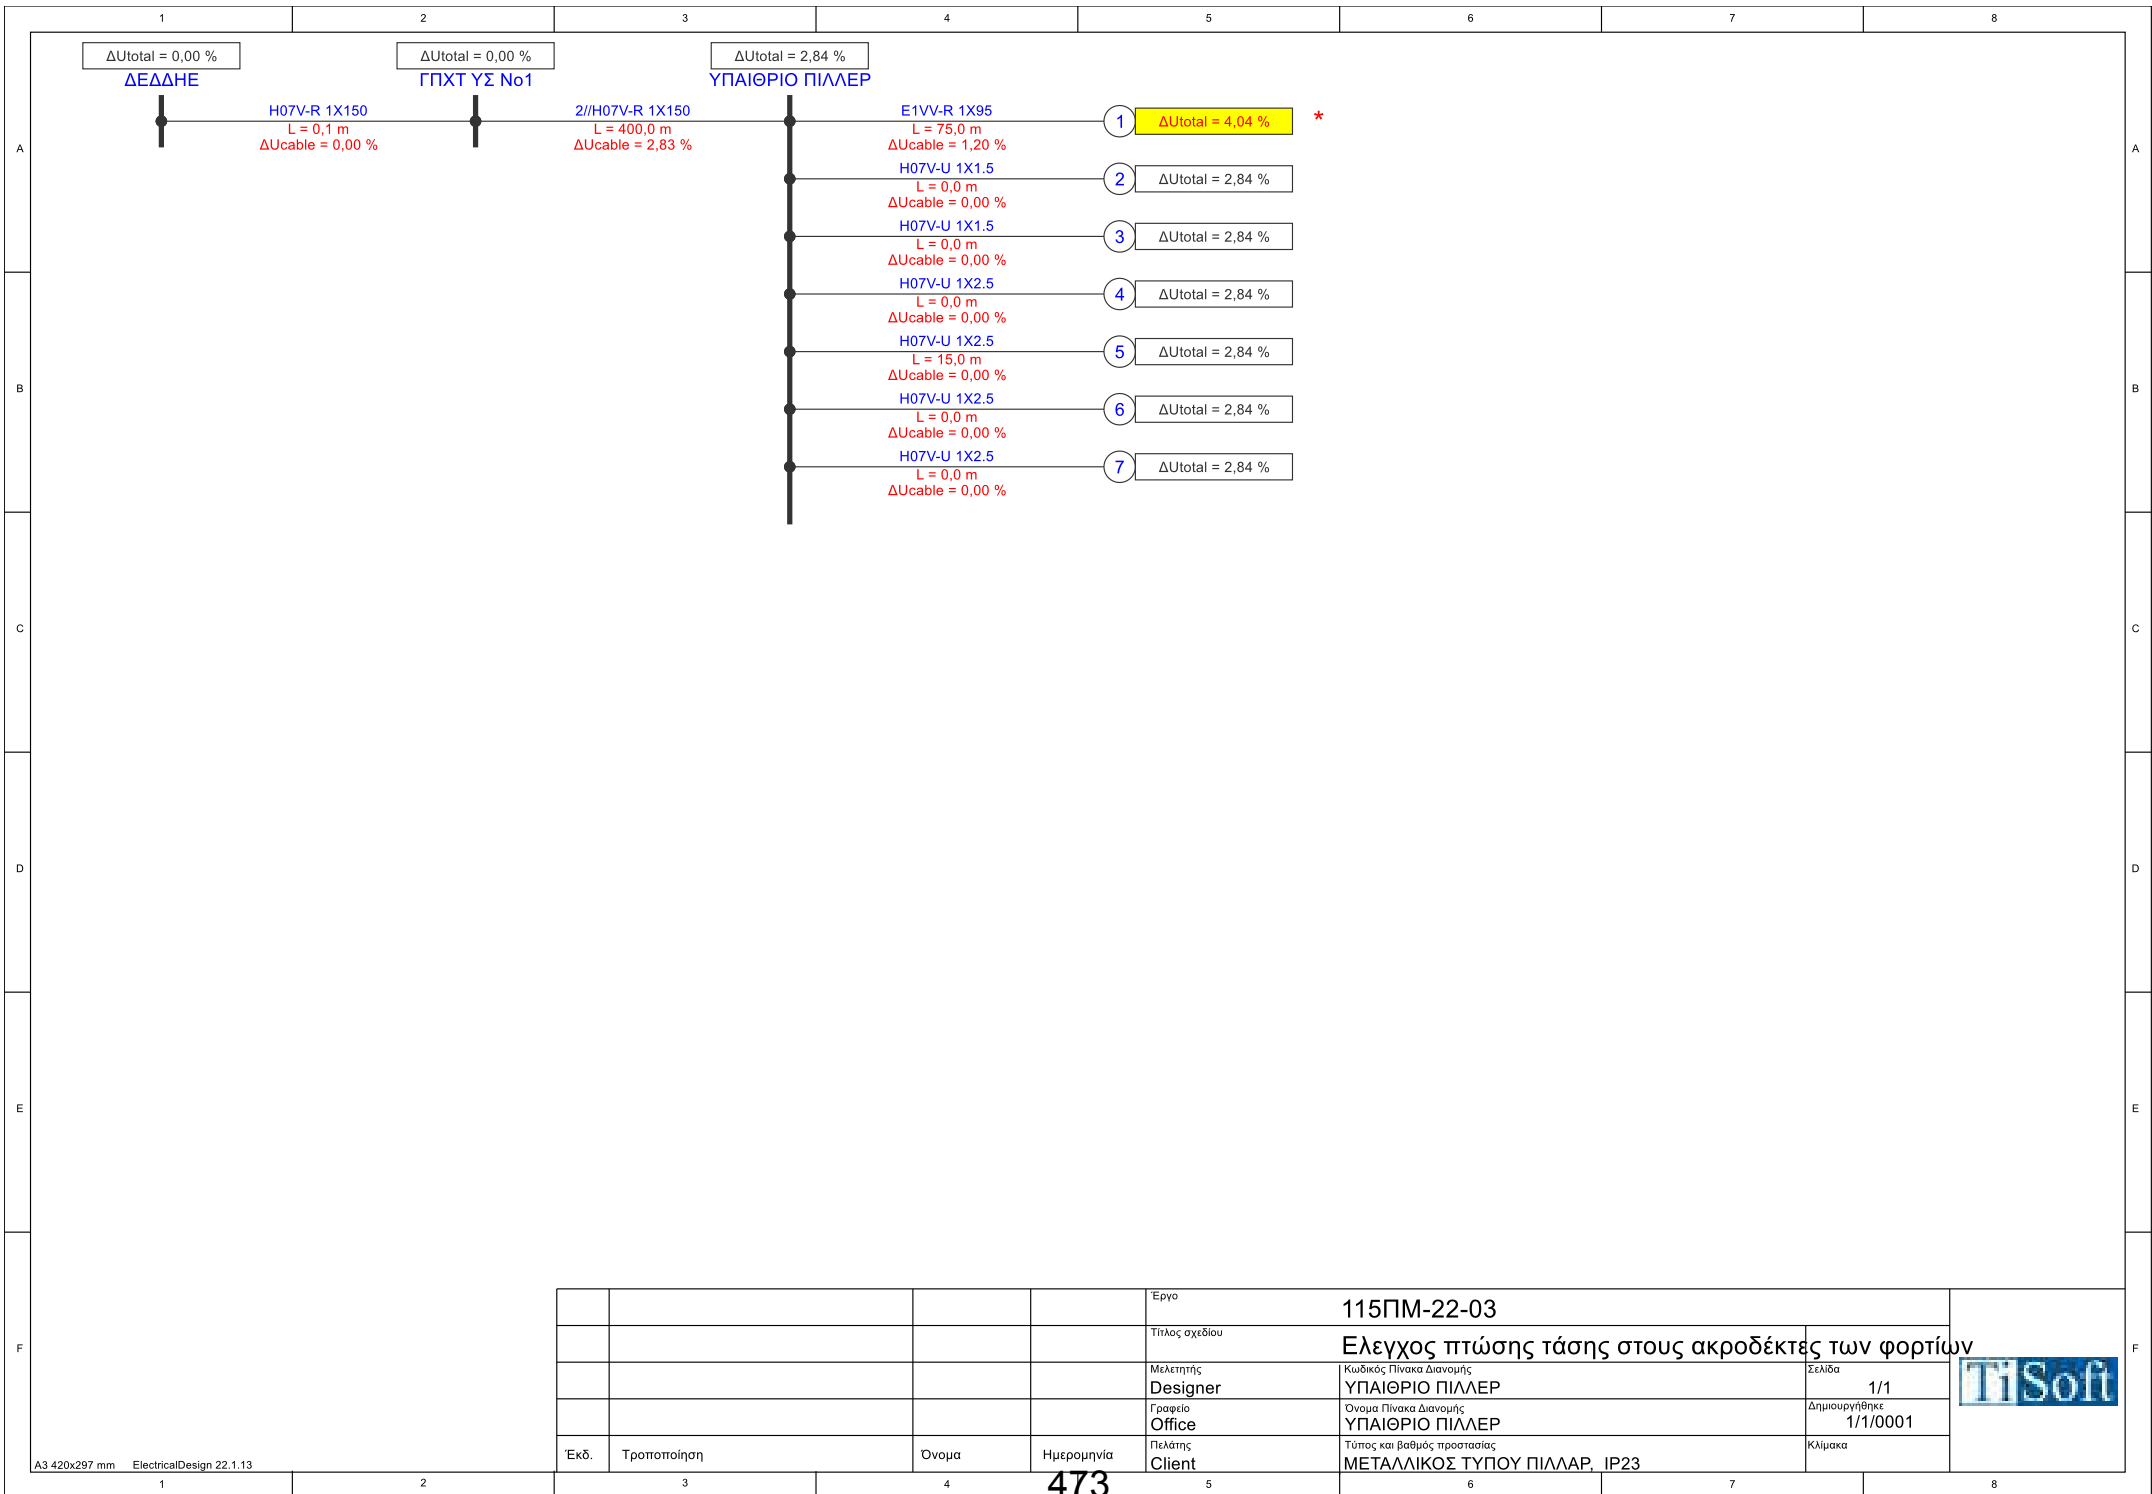 1 2 3 4 5 6 7 8
ΔUtotal = 0,00 %
ΔΕΔΔΗΕ
ΔUtotal = 0,00 %
ΓΠΧΤ ΥΣ Νο1
ΔUtotal = 2,84 %
ΥΠΑΙΘΡΙΟ ΠΙΛΛΕΡ
H07V-R 1X150
L = 0,1 m
ΔUcable = 0,00 %
2//H07V-R 1X150
L = 400,0 m
ΔUcable = 2,83 %
E1VV-R 1X95
L = 75,0 m
ΔUcable = 1,20 %
1 ΔUtotal = 4,04 % *
H07V-U 1X1.5
L = 0,0 m
ΔUcable = 0,00 %
2 ΔUtotal = 2,84 %
H07V-U 1X1.5
L = 0,0 m
ΔUcable = 0,00 %
3 ΔUtotal = 2,84 %
H07V-U 1X2.5
L = 0,0 m
ΔUcable = 0,00 %
4 ΔUtotal = 2,84 %
H07V-U 1X2.5
L = 15,0 m
ΔUcable = 0,00 %
5 ΔUtotal = 2,84 %
H07V-U 1X2.5
L = 0,0 m
ΔUcable = 0,00 %
6 ΔUtotal = 2,84 %
H07V-U 1X2.5
L = 0,0 m
ΔUcable = 0,00 %
7 ΔUtotal = 2,84 %
A A
B B
C C
D D
E E
F F
Έργο
115ΠΜ-22-03
Τίτλος σχεδίου
Ελεγχος πτώσης τάσης στους ακροδέκτες των φορτίων
Μελετητής
Designer
Κωδικός Πίνακα Διανομής
ΥΠΑΙΘΡΙΟ ΠΙΛΛΕΡ
Σελίδα
1/1
Γραφείο
Office
Όνομα Πίνακα Διανομής
ΥΠΑΙΘΡΙΟ ΠΙΛΛΕΡ
Δημιουργήθηκε
1/1/0001
Έκδ. Τροποποίηση Όνομα Ημερομηνία
Πελάτης
Client
Τύπος και βαθμός προστασίας
ΜΕΤΑΛΛΙΚΟΣ ΤΥΠΟΥ ΠΙΛΛΑΡ, IP23
Κλίμακα
TiSoft
A3 420x297 mm ElectricalDesign 22.1.13
473
1 2 3 4 5 6 7 8